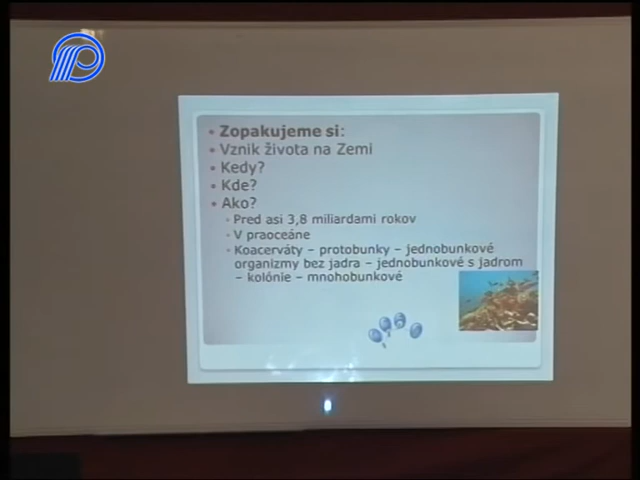 • Zopakujeme si:
• Vznik života na Zemi
• Kedy?
• Kde?
• Ako?
• Pred asi 3,8 miliardami rokov
• V praoceáne
• Koacerváty – protobunky – jednobunkové
organizmy bez jadra – jednobunkové s jadrom
– kolónie – mnohobunkové